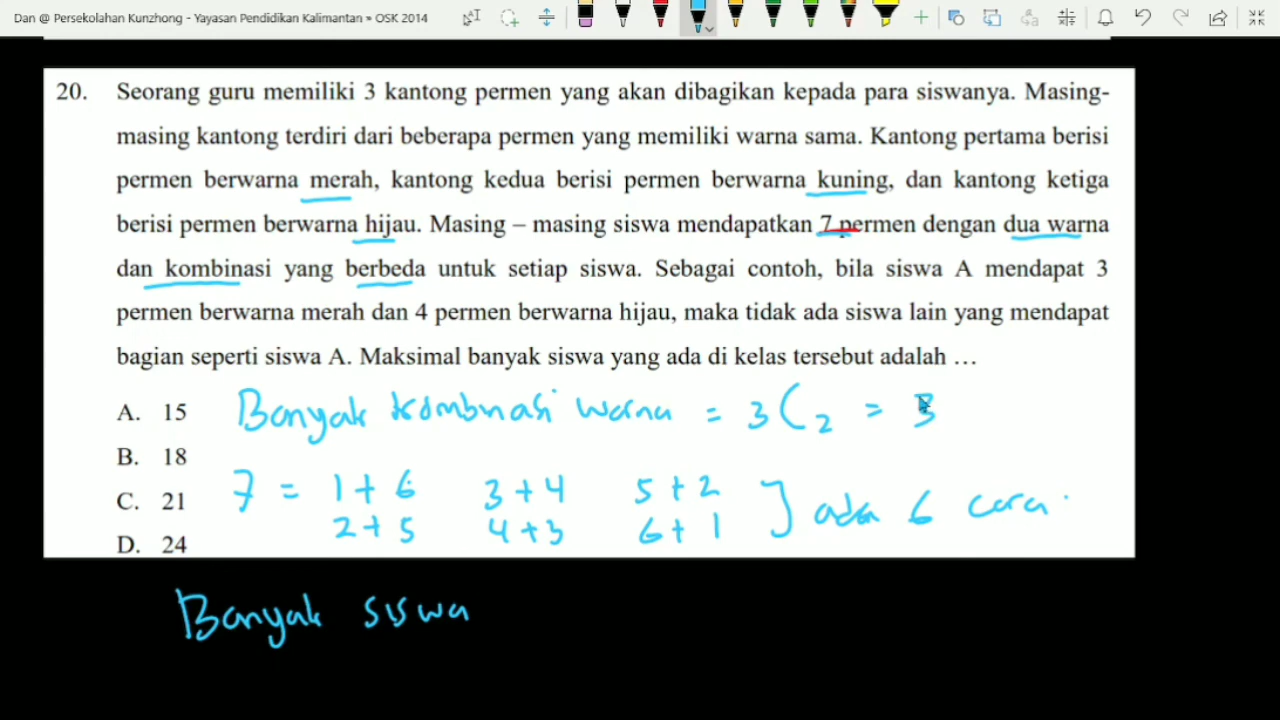 Dan @ Persekolahan Kunzhong - Yayasan Pendidikan Kalimantan » OSK 2014
20. Seorang guru memiliki 3 kantong permen yang akan dibagikan kepada para siswanya. Masing-
masing kantong terdiri dari beberapa permen yang memiliki warna sama. Kantong pertama berisi
permen berwarna merah, kantong kedua berisi permen berwarna kuning, dan kantong ketiga
berisi permen berwarna hijau. Masing – masing siswa mendapatkan 7 permen dengan dua warna
dan kombinasi yang berbeda untuk setiap siswa. Sebagai contoh, bila siswa A mendapat 3
permen berwarna merah dan 4 permen berwarna hijau, maka tidak ada siswa lain yang mendapat
bagian seperti siswa A. Maksimal banyak siswa yang ada di kelas tersebut adalah …
A. 15
Banyak kombinasi warna = 3C2 = 3
B. 18
7 = 1+6 3+4 5+2 ] ada 6 cara.
C. 21
2+5 4+3 6+1
D. 24
Banyak siswa